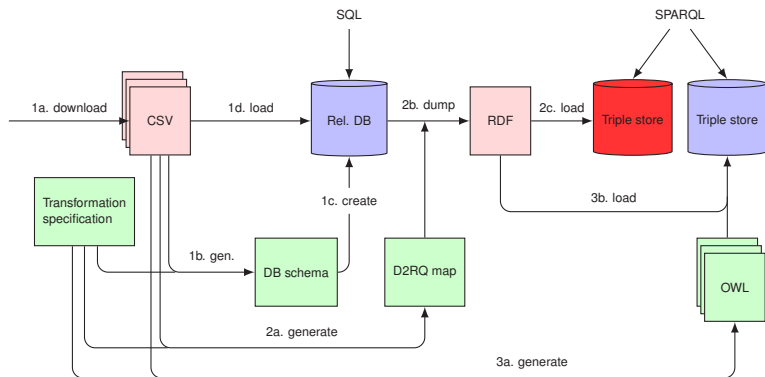 SQL
SPARQL
1a. download
CSV
1d. load
Rel. DB
2b. dump
RDF
2c. load
Triple store
Triple store
Transformation
specification
1c. create
3b. load
1b. gen.
DB schema
D2RQ map
OWL
2a. generate
3a. generate